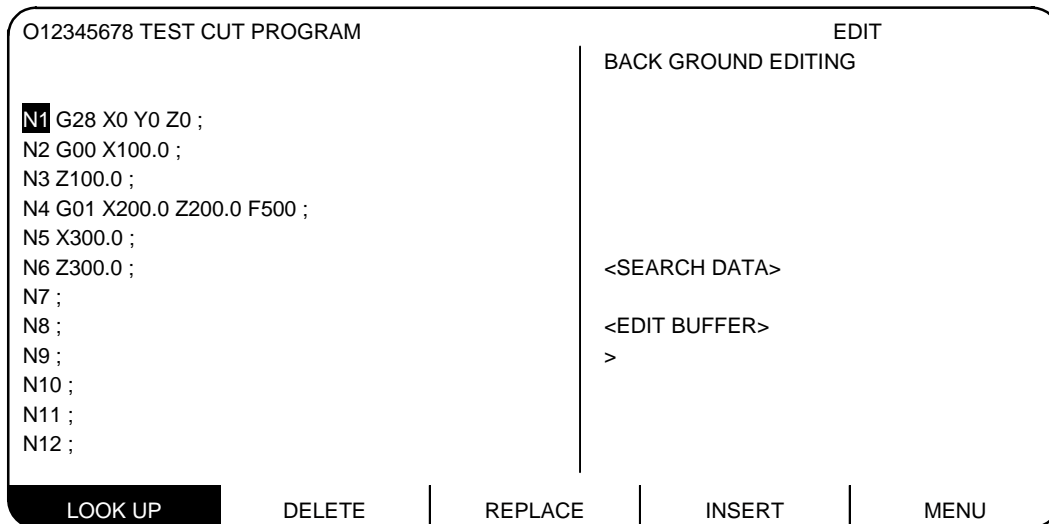 O12345678 TEST CUT PROGRAM EDIT
BACK GROUND EDITING
N1 G28 X0 Y0 Z0 ;
N2 G00 X100.0 ;
N3 Z100.0 ;
N4 G01 X200.0 Z200.0 F500 ;
N5 X300.0 ;
N6 Z300.0 ;
N7 ;
N8 ;
N9 ;
N10 ;
N11 ;
N12 ;
<SEARCH DATA>
<EDIT BUFFER>
>
LOOK UP DELETE REPLACE INSERT MENU